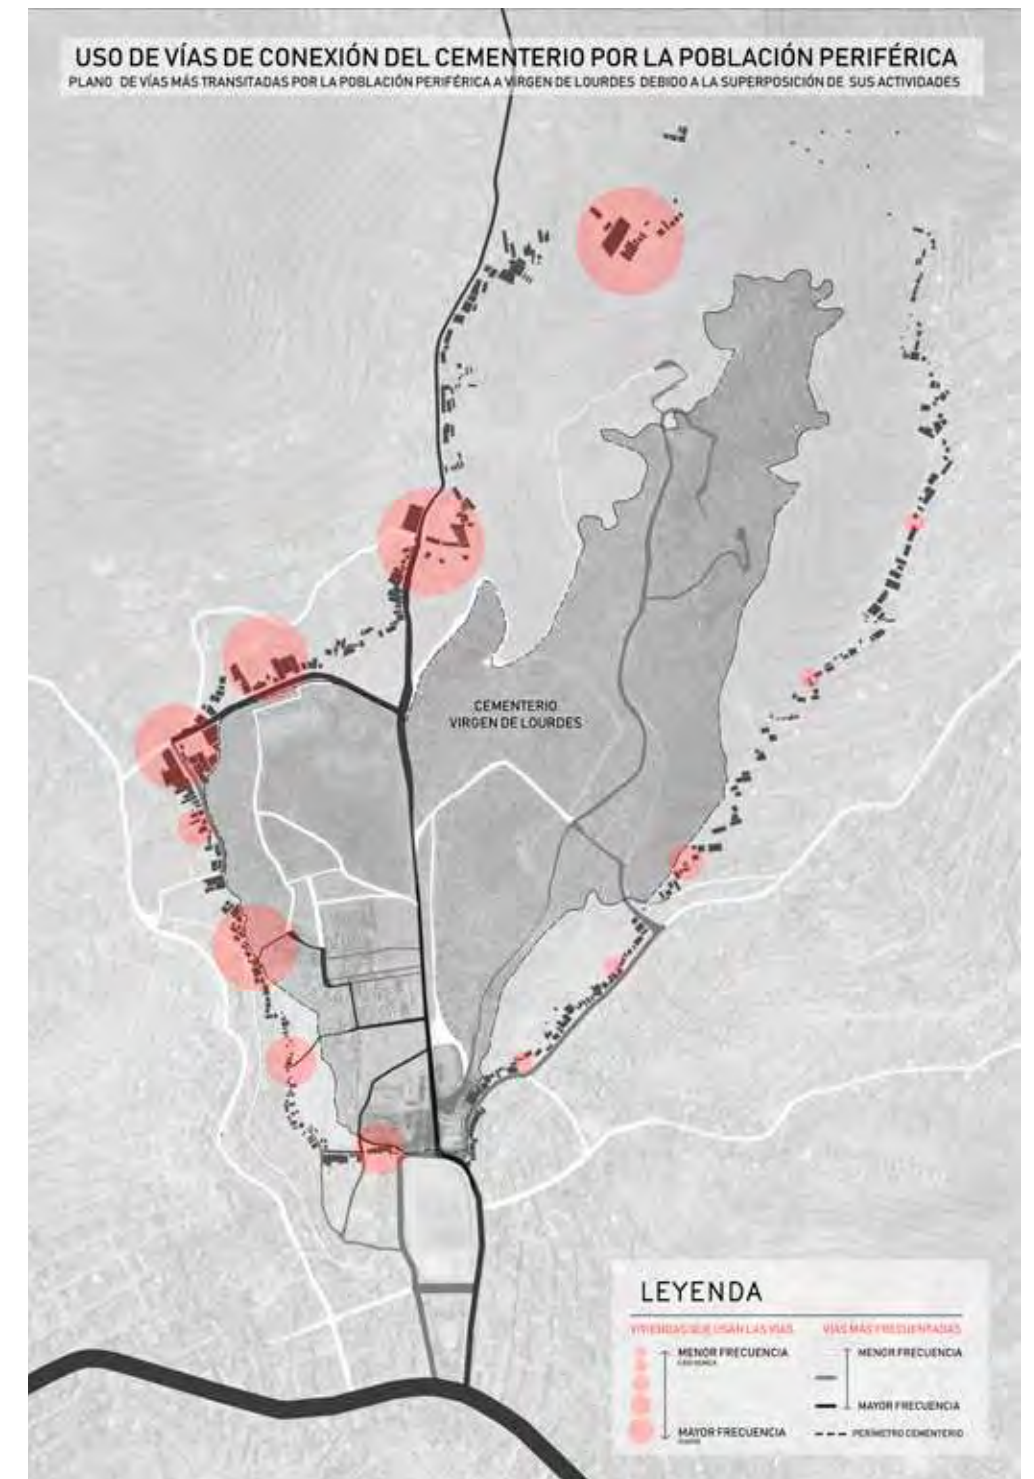 USO DE VÍAS DE CONEXIÓN DEL CEMENTERIO POR LA POBLACIÓN PERIFÉRICA
PLANO DE VÍAS MÁS TRANSITADAS POR LA POBLACIÓN PERIFÉRICA A VIRGEN DE LOURDES DEBIDO A LA SUPERPOSICIÓN DE SUS ACTIVIDADES
CEMENTERIO
VIRGEN DE LOURDES
LEYENDA
VIVIENDAS QUE USAN LAS VÍAS
MENOR FRECUENCIA
CASI NUNCA
MAYOR FRECUENCIA
VÍAS MÁS FRECUENTADAS
MENOR FRECUENCIA
MAYOR FRECUENCIA
PERÍMETRO CEMENTERIO